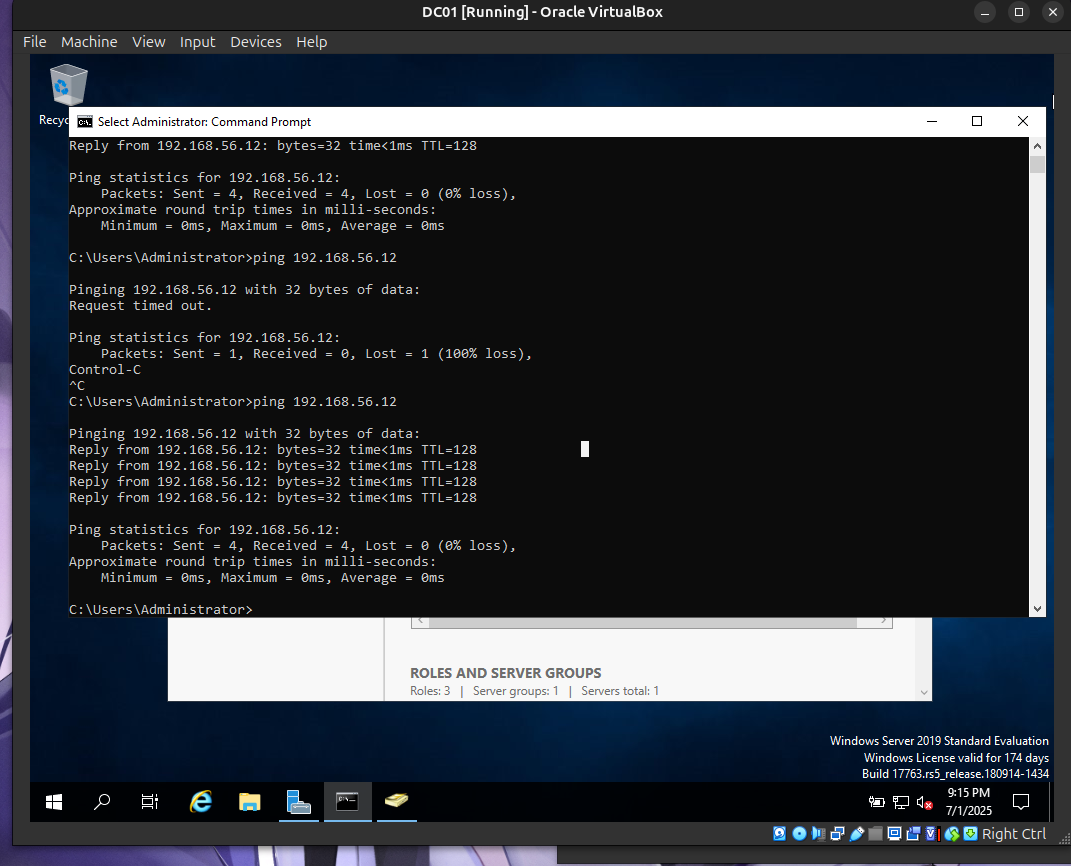 DC01 [Running] - Oracle VirtualBox
File Machine View Input Devices Help
Select Administrator: Command Prompt
Reply from 192.168.56.12: bytes=32 time<1ms TTL=128
Ping statistics for 192.168.56.12:
Packets: Sent = 4, Received = 4, Lost = 0 (0% loss),
Approximate round trip times in milli-seconds:
Minimum = 0ms, Maximum = 0ms, Average = 0ms
C:\Users\Administrator>ping 192.168.56.12
Pinging 192.168.56.12 with 32 bytes of data:
Request timed out.
Ping statistics for 192.168.56.12:
Packets: Sent = 1, Received = 0, Lost = 1 (100% loss),
Control-C
^C
C:\Users\Administrator>ping 192.168.56.12
Pinging 192.168.56.12 with 32 bytes of data:
Reply from 192.168.56.12: bytes=32 time<1ms TTL=128
Reply from 192.168.56.12: bytes=32 time<1ms TTL=128
Reply from 192.168.56.12: bytes=32 time<1ms TTL=128
Reply from 192.168.56.12: bytes=32 time<1ms TTL=128
Ping statistics for 192.168.56.12:
Packets: Sent = 4, Received = 4, Lost = 0 (0% loss),
Approximate round trip times in milli-seconds:
Minimum = 0ms, Maximum = 0ms, Average = 0ms
C:\Users\Administrator>
ROLES AND SERVER GROUPS
Roles: 3 | Server groups: 1 | Servers total: 1
Windows Server 2019 Standard Evaluation
Windows License valid for 174 days
Build 17763.rs5_release.180914-1434
9:15 PM
7/1/2025
Right Ctrl